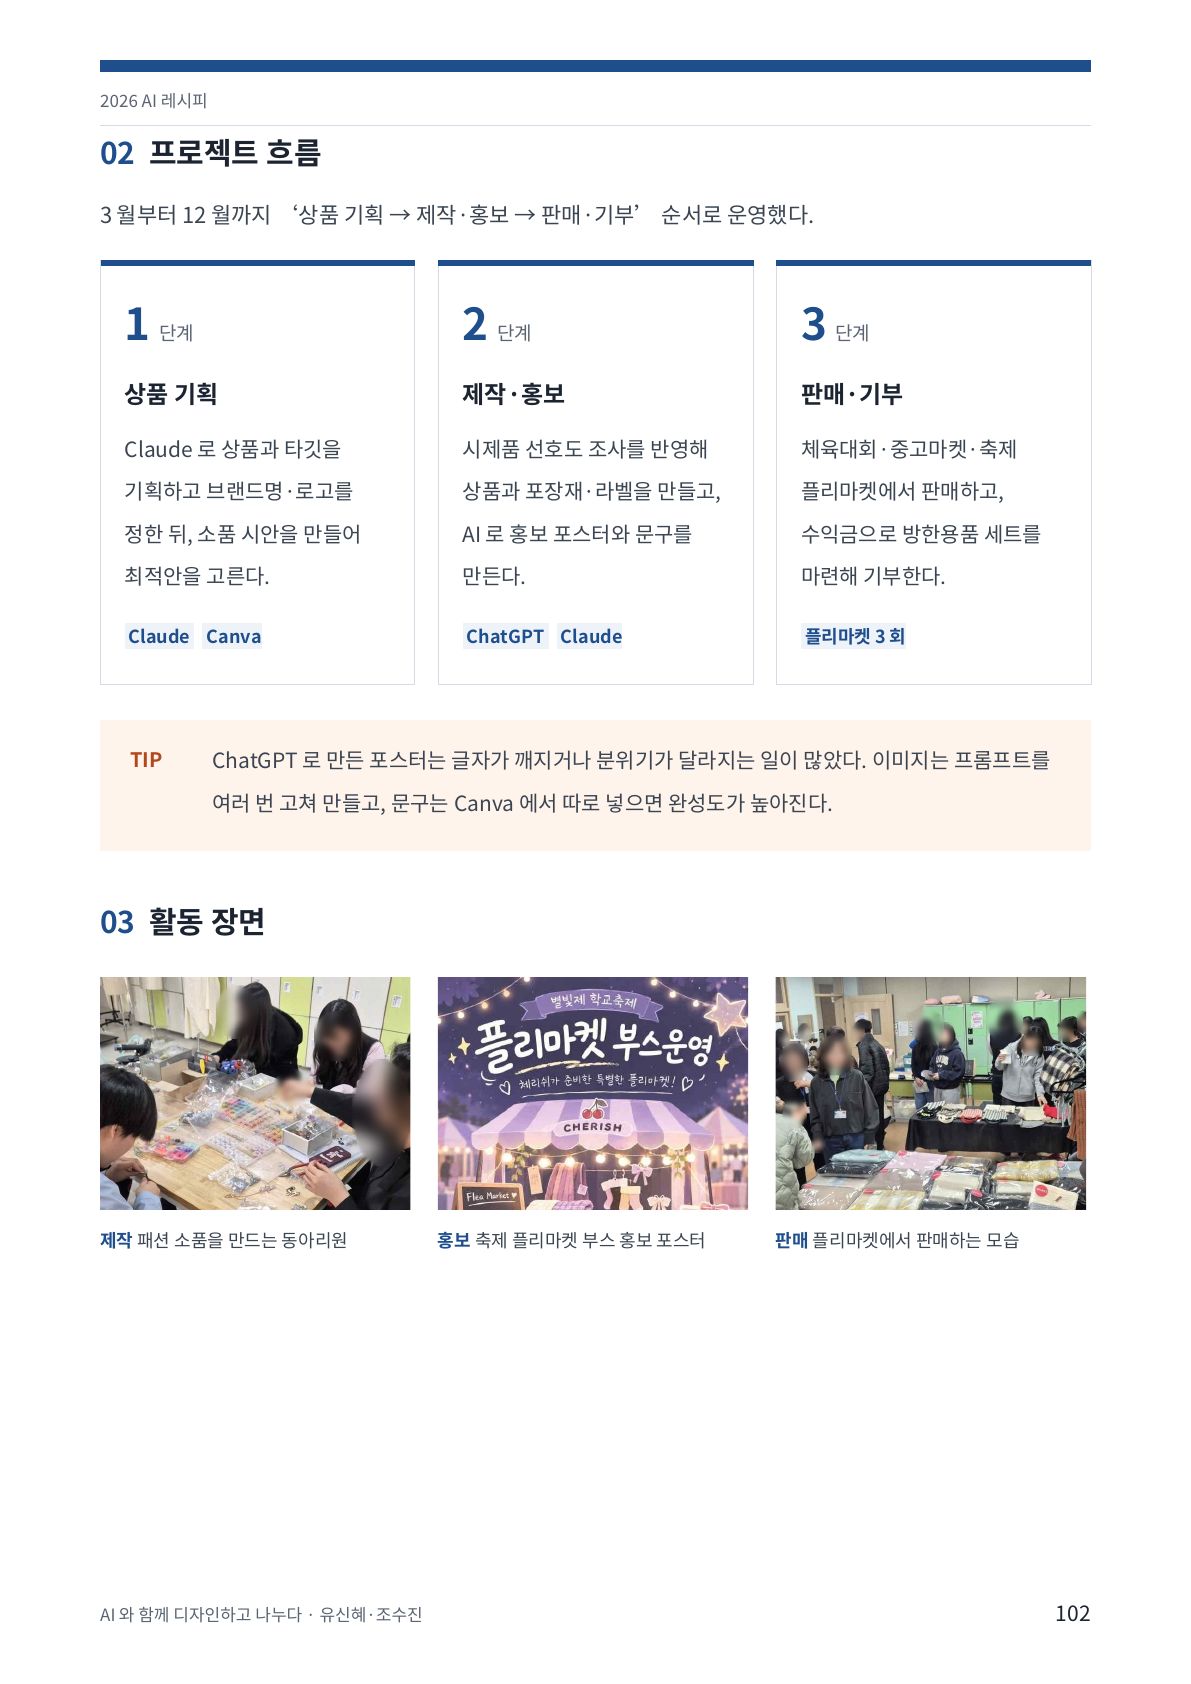 2026 AI 레시피
02 프로젝트 흐름
3월부터 12월까지 ‘상품 기획 → 제작·홍보 → 판매·기부’ 순서로 운영했다.
1 단계
상품 기획
Claude 로 상품과 타깃을
기획하고 브랜드명·로고를
정한 뒤, 소품 시안을 만들어
최적안을 고른다.
Claude Canva
2 단계
제작·홍보
시제품 선호도 조사를 반영해
상품과 포장재·라벨을 만들고,
AI 로 홍보 포스터와 문구를
만든다.
ChatGPT Claude
3 단계
판매·기부
체육대회·중고마켓·축제
플리마켓에서 판매하고,
수익금으로 방한용품 세트를
마련해 기부한다.
플리마켓 3 회
TIP ChatGPT 로 만든 포스터는 글자가 깨지거나 분위기가 달라지는 일이 많았다. 이미지는 프롬프트를
여러 번 고쳐 만들고, 문구는 Canva 에서 따로 넣으면 완성도가 높아진다.
03 활동 장면
별빛제 학교축제
플리마켓 부스운영
체리쉬가 준비한 특별한 플리마켓!
CHERISH
Flea Market ♥
제작 패션 소품을 만드는 동아리원
홍보 축제 플리마켓 부스 홍보 포스터
판매 플리마켓에서 판매하는 모습
AI 와 함께 디자인하고 나누다 · 유신혜·조수진
102